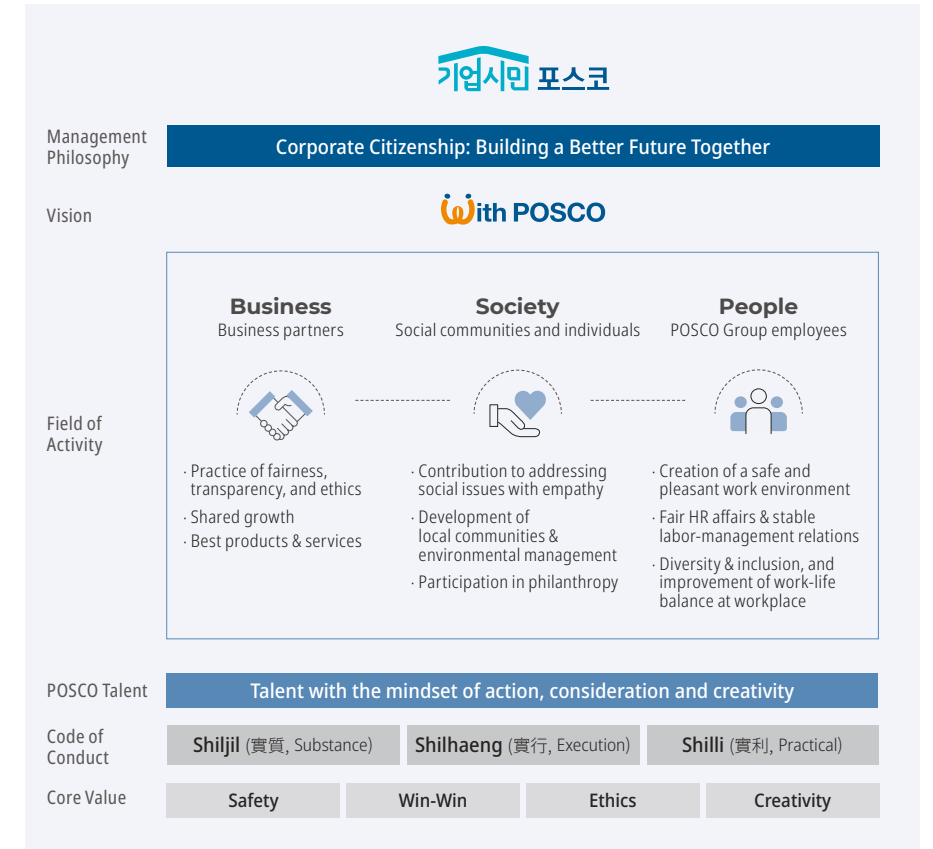 기업시민 포스코
Management
Philosophy
Corporate Citizenship: Building a Better Future Together
Vision
With POSCO
Field of
Activity
Business
Business partners
· Practice of fairness,
transparency, and ethics
· Shared growth
· Best products & services
Society
Social communities and individuals
· Contribution to addressing
social issues with empathy
· Development of
local communities &
environmental management
· Participation in philanthropy
People
POSCO Group employees
· Creation of a safe and
pleasant work environment
· Fair HR affairs & stable
labor-management relations
· Diversity & inclusion, and
improvement of work-life
balance at workplace
POSCO Talent
Talent with the mindset of action, consideration and creativity
Code of
Conduct
Shiljil (實質, Substance)
Shilhaeng (實行, Execution)
Shilli (實利, Practical)
Core Value
Safety
Win-Win
Ethics
Creativity